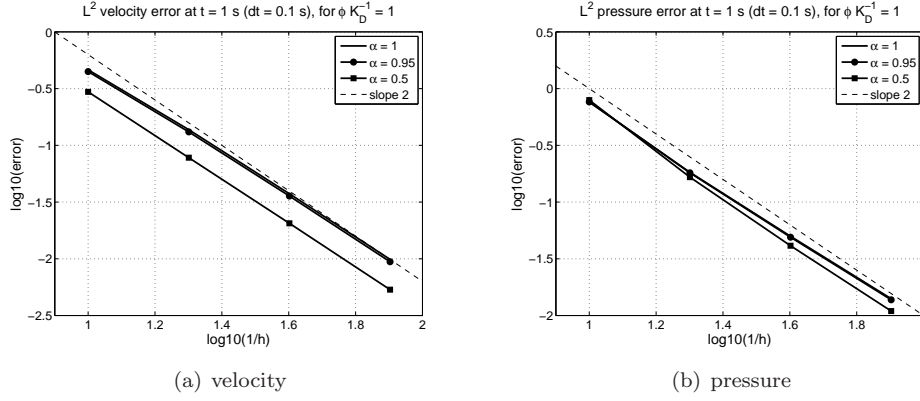 L² velocity error at t = 1 s (dt = 0.1 s), for ϕ K_D⁻¹ = 1
0
−0.5
−1
−1.5
−2
−2.5
log10(error)
1
1.2
1.4
1.6
1.8
2
log10(1/h)
α = 1
α = 0.95
α = 0.5
slope 2
(a) velocity
L² pressure error at t = 1 s (dt = 0.1 s), for ϕ K_D⁻¹ = 1
0.5
0
−0.5
−1
−1.5
−2
log10(error)
1
1.2
1.4
1.6
1.8
log10(1/h)
α = 1
α = 0.95
α = 0.5
slope 2
(b) pressure